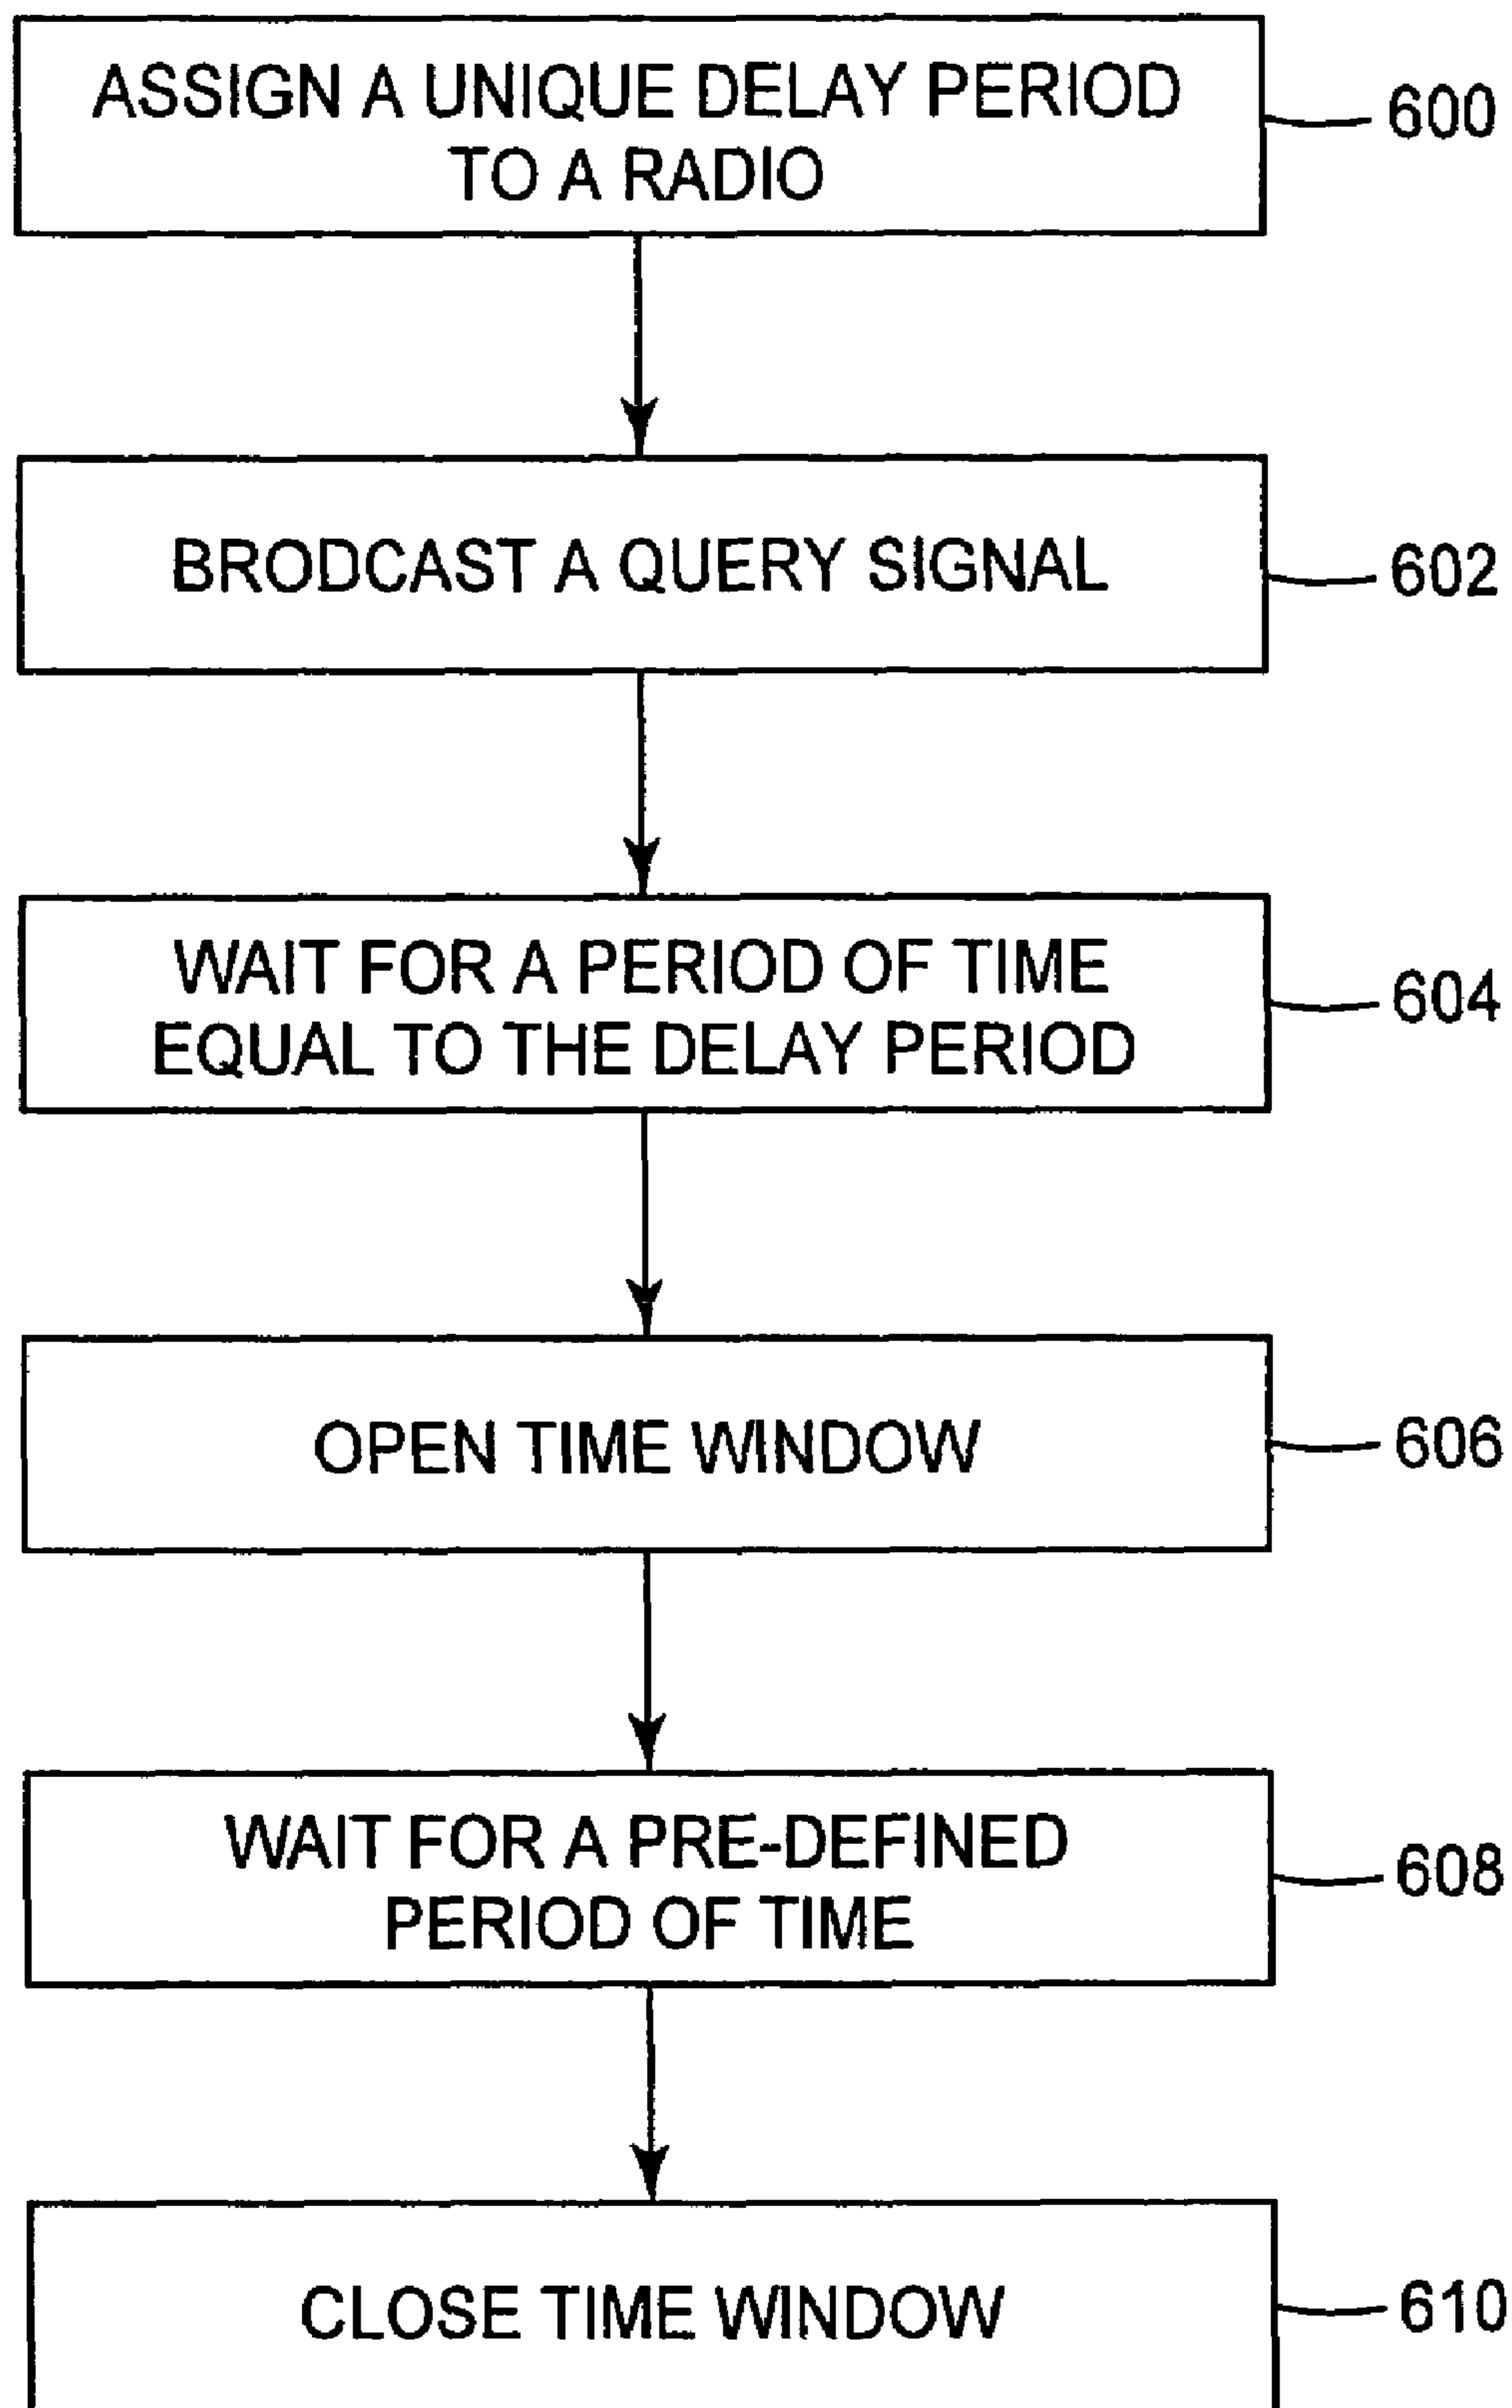 ASSIGN A UNIQUE DELAY PERIOD
TO A RADIO
600
BRODCAST A QUERY SIGNAL
602
WAIT FOR A PERIOD OF TIME
EQUAL TO THE DELAY PERIOD
604
OPEN TIME WINDOW
606
WAIT FOR A PRE-DEFINED
PERIOD OF TIME
608
CLOSE TIME WINDOW
610